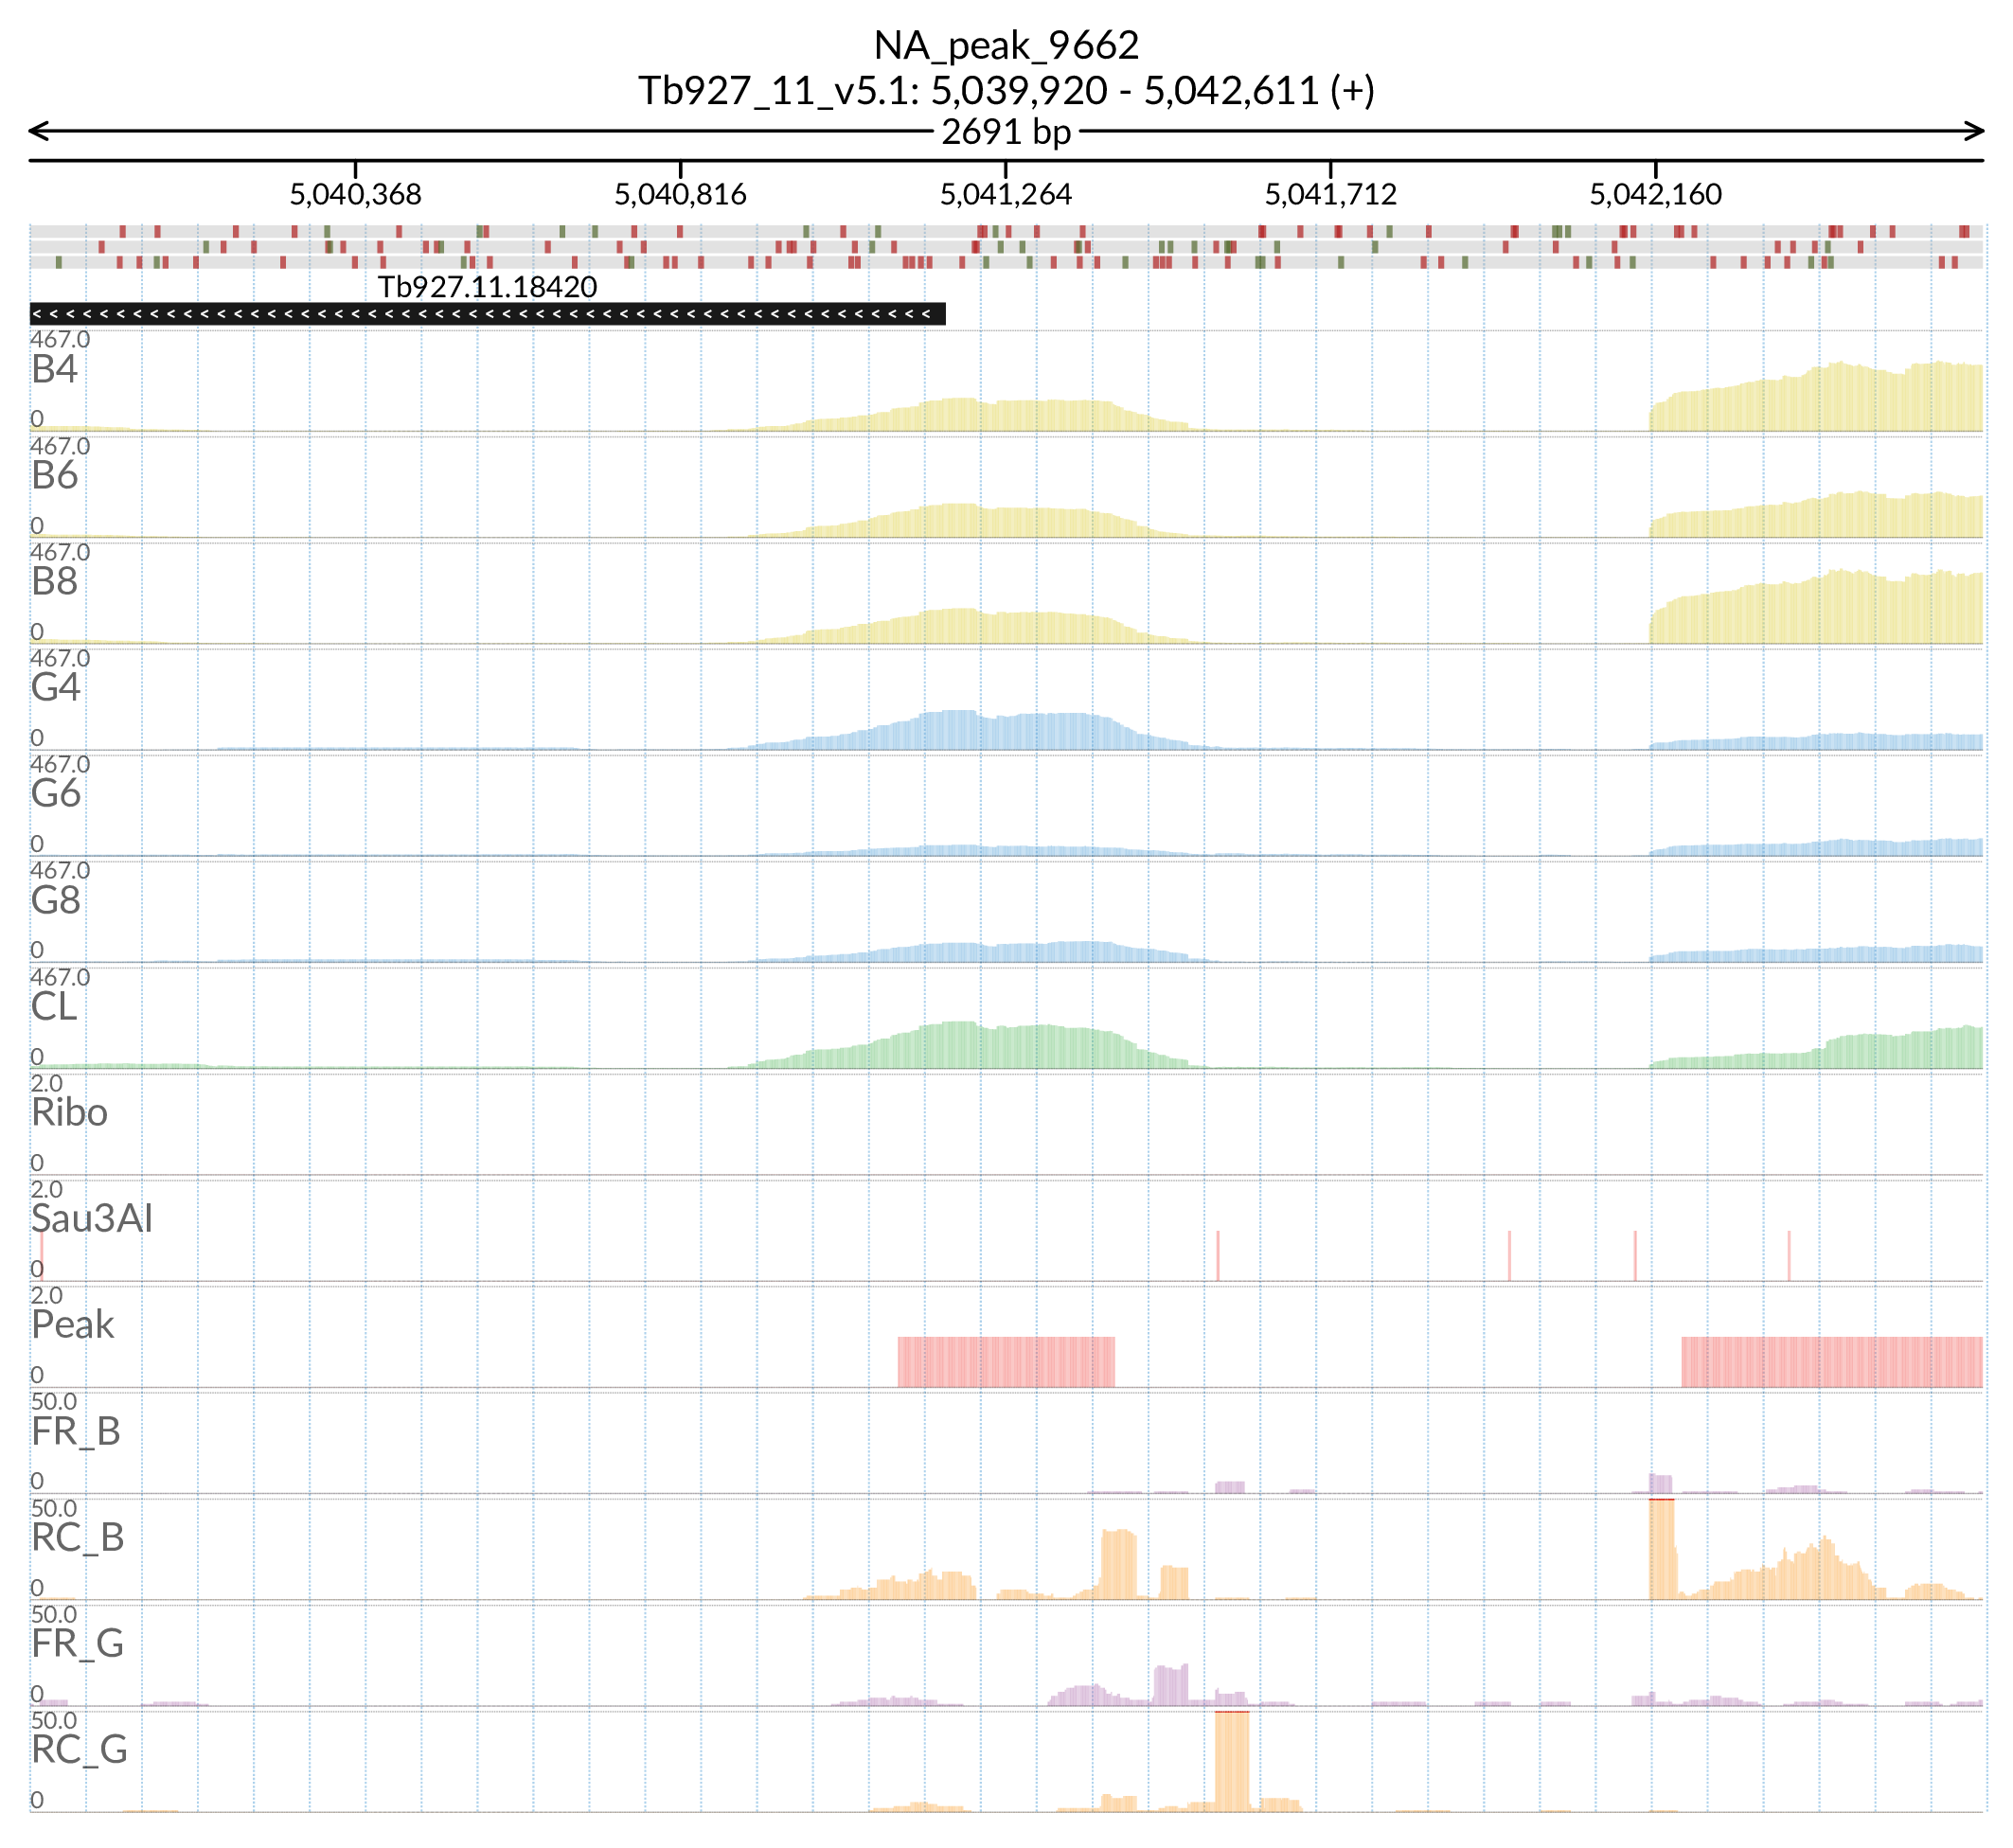 NA_peak_9662
Tb927_11_v5.1: 5,039,920 - 5,042,611 (+)
2691 bp
5,040,368 5,040,816 5,041,264 5,041,712 5,042,160
Tb927.11.18420
467.0
B4
0
467.0
B6
0
467.0
B8
0
467.0
G4
0
467.0
G6
0
467.0
G8
0
467.0
CL
0
2.0
Ribo
0
2.0
Sau3AI
0
2.0
Peak
0
50.0
FR_B
0
50.0
RC_B
0
50.0
FR_G
0
50.0
RC_G
0